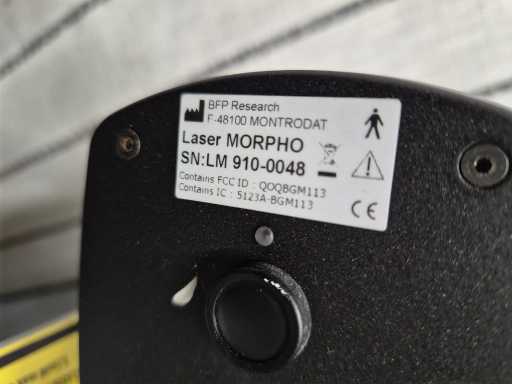 BFP Research
F-48100 MONTRODAT
Laser MORPHO
SN:LM 910-0048
Contains FCC ID : QOQBGM113
Contains IC : 5123A-BGM113
CE